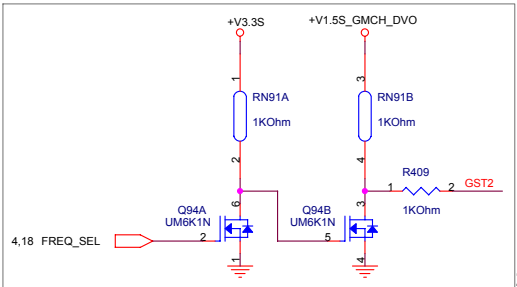 +V3.3S
+V1.5S_GMCH_DVO
1
3
RN91A
RN91B
1KOhm
1KOhm
2
4
R409
1
2
GST2
1KOhm
6
3
Q94A
UM6K1N
Q94B
UM6K1N
4,18 FREQ_SEL
2
5
1
4